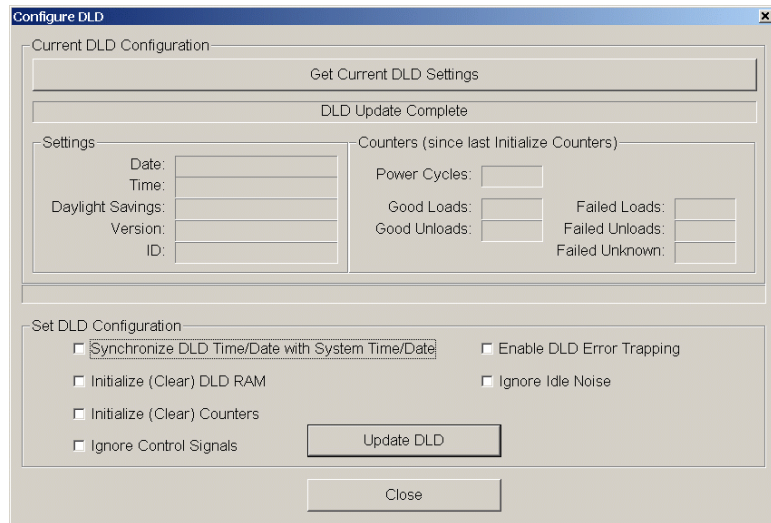 Configure DLD
Current DLD Configuration
Get Current DLD Settings
DLD Update Complete
Settings
Date:
Time:
Daylight Savings:
Version:
ID:
Counters (since last Initialize Counters)
Power Cycles:
Good Loads:
Failed Loads:
Good Unloads:
Failed Unloads:
Failed Unknown:
Set DLD Configuration
Synchronize DLD Time/Date with System Time/Date
Enable DLD Error Trapping
Initialize (Clear) DLD RAM
Ignore Idle Noise
Initialize (Clear) Counters
Ignore Control Signals
Update DLD
Close